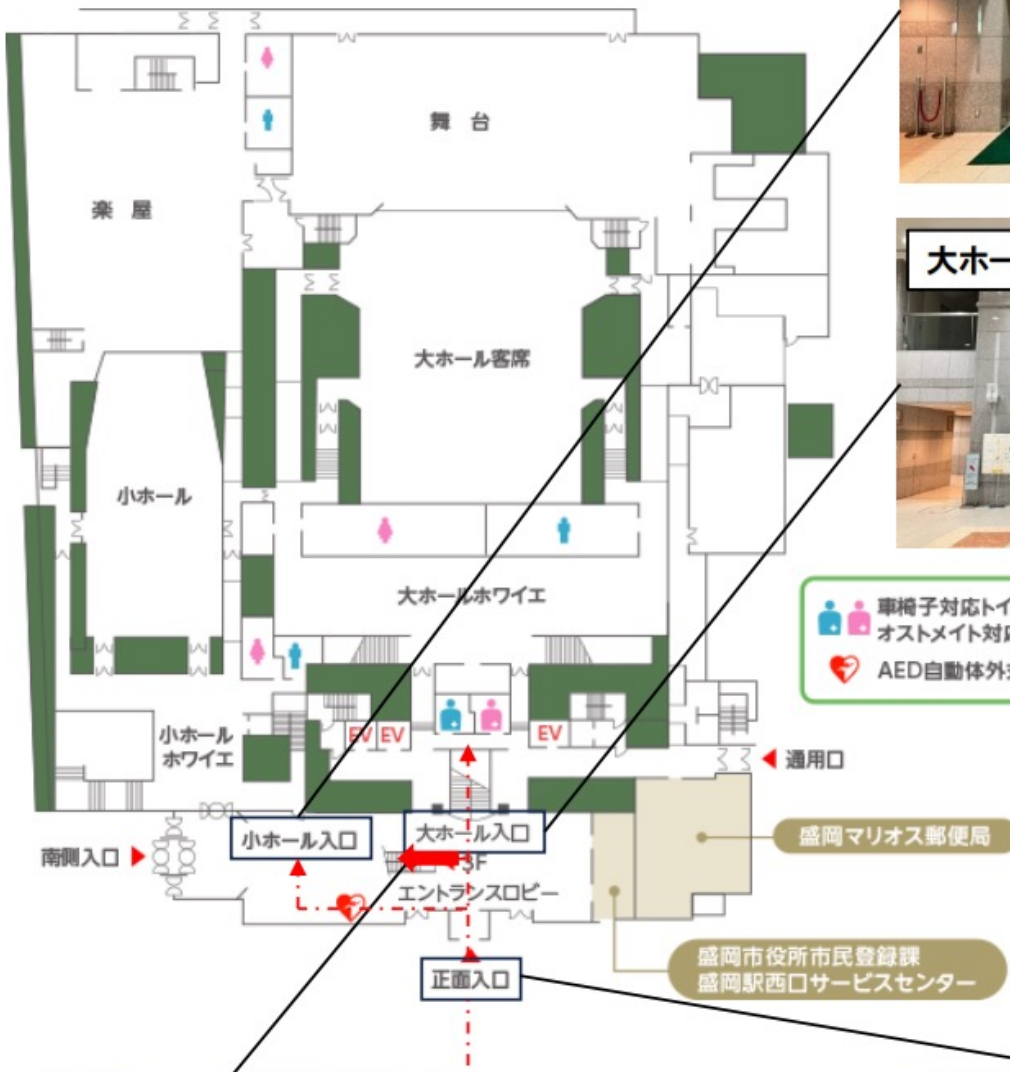 舞台
楽屋
大ホー
大ホール客席
小ホール
大ホールホワイエ
車椅子対応トイ
オストメイト対応
AED自動体外
小ホール
ホワイエ
EV
EV
EV
通用口
小ホール入口
大ホール入口
盛岡マリオス郵便局
南側入口
3F
エントランスロビー
盛岡市役所市民登録課
盛岡駅西口サービスセンター
正面入口